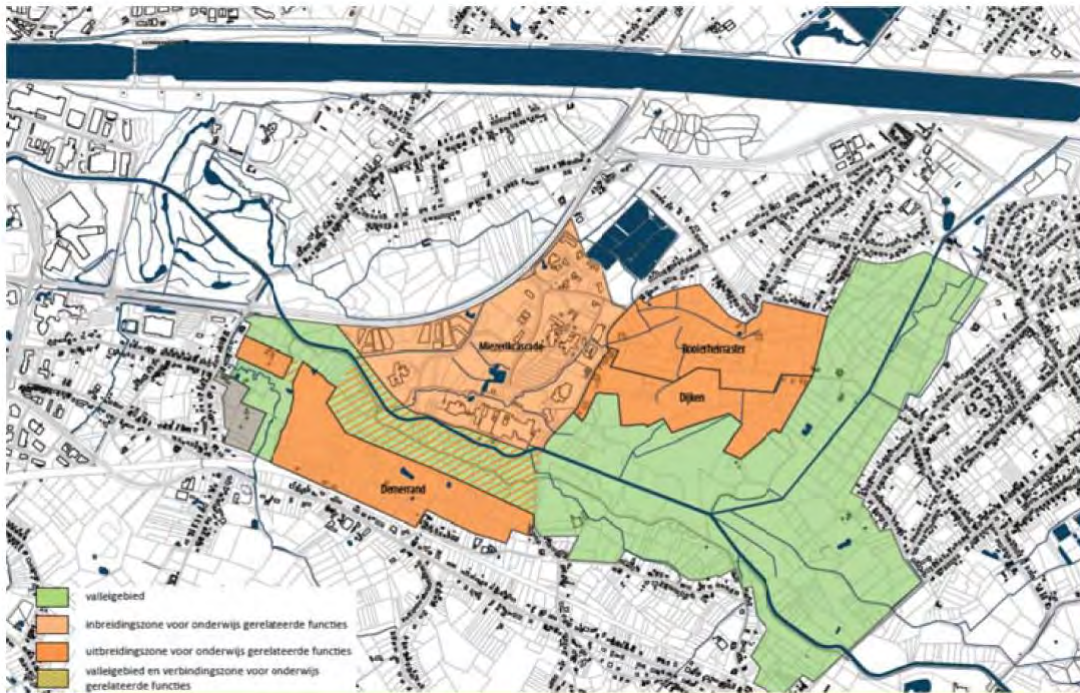 Miezerikcascade
Rooierheiraster
Dijken
Demerrand
valleigebied
inbreidingszone voor onderwijs gerelateerde functies
uitbreidingszone voor onderwijs gerelateerde functies
valleigebied en verbindingszone voor onderwijs
gerelateerde functies